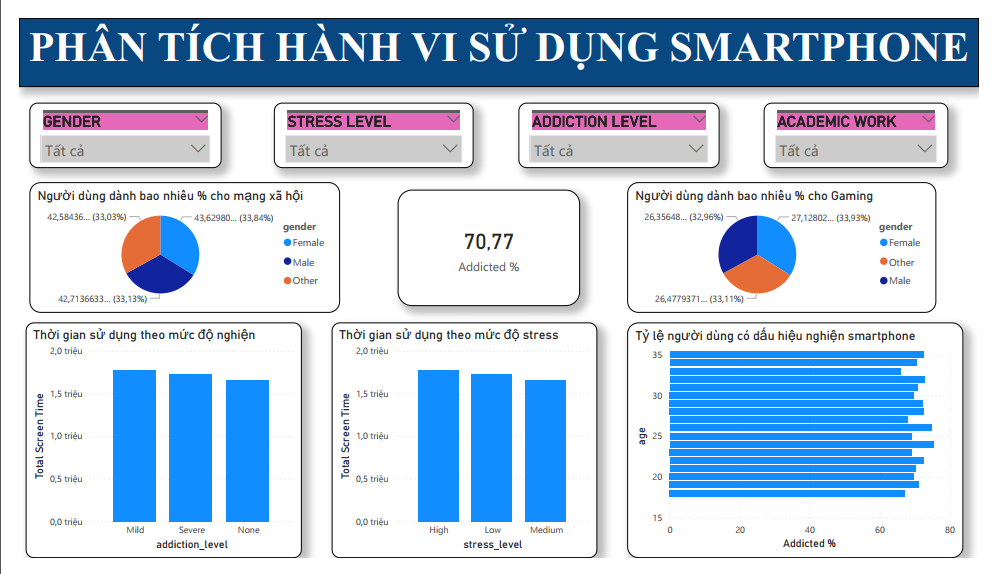 PHÂN TÍCH HÀNH VI SỬ DỤNG SMARTPHONE
GENDER
Tất cả
STRESS LEVEL
Tất cả
ADDICTION LEVEL
Tất cả
ACADEMIC WORK
Tất cả
Người dùng dành bao nhiêu % cho mạng xã hội
42,58436... (33,03%)
43,62980... (33,84%)
42,7136633... (33,13%)
gender
Female
Male
Other
70,77
Addicted %
Người dùng dành bao nhiêu % cho Gaming
26,35648... (32,96%)
27,12802... (33,93%)
26,4779371... (33,11%)
gender
Female
Other
Male
Thời gian sử dụng theo mức độ nghiện
Total Screen Time
2,0 triệu
1,5 triệu
1,0 triệu
0,5 triệu
0,0 triệu
Mild Severe None
addiction_level
Thời gian sử dụng theo mức độ stress
Total Screen Time
2,0 triệu
1,5 triệu
1,0 triệu
0,5 triệu
0,0 triệu
High Low Medium
stress_level
Tỷ lệ người dùng có dấu hiệu nghiện smartphone
age
35
30
25
20
15
0 20 40 60 80
Addicted %